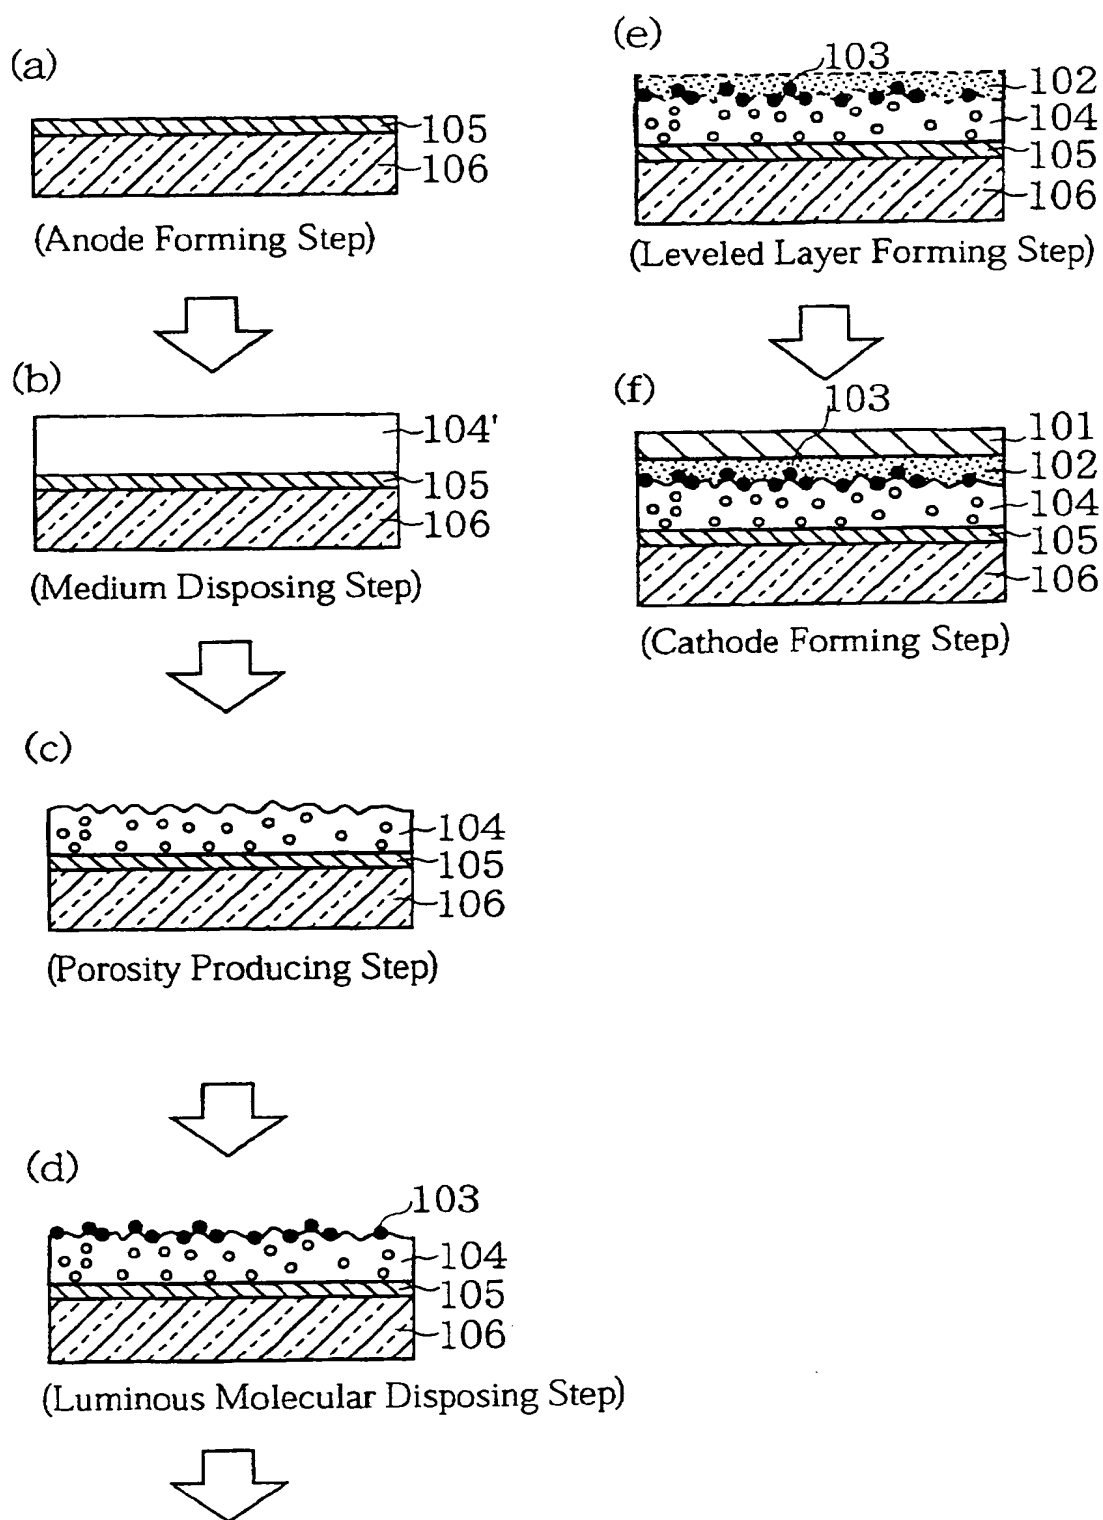 (a)
105
106
(Anode Forming Step)
(b)
104'
105
106
(Medium Disposing Step)
(c)
104
105
106
(Porosity Producing Step)
(d)
103
104
105
106
(Luminous Molecular Disposing Step)
(e)
103
102
104
105
106
(Leveled Layer Forming Step)
(f)
103
101
102
104
105
106
(Cathode Forming Step)